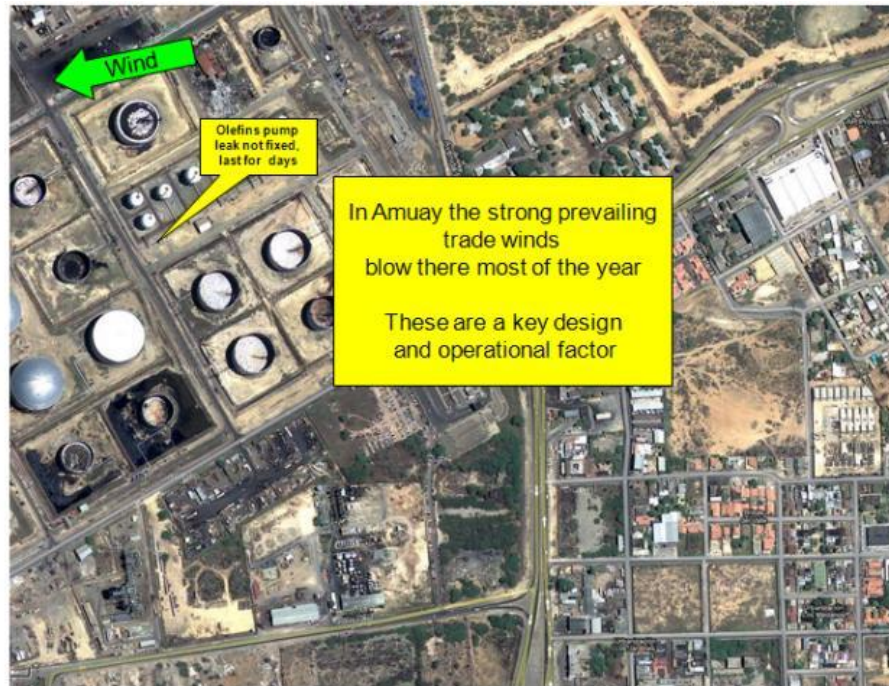 Wind
Olefins pump
leak not fixed,
last for days
In Amuay the strong prevailing
trade winds
blow there most of the year
These are a key design
and operational factor